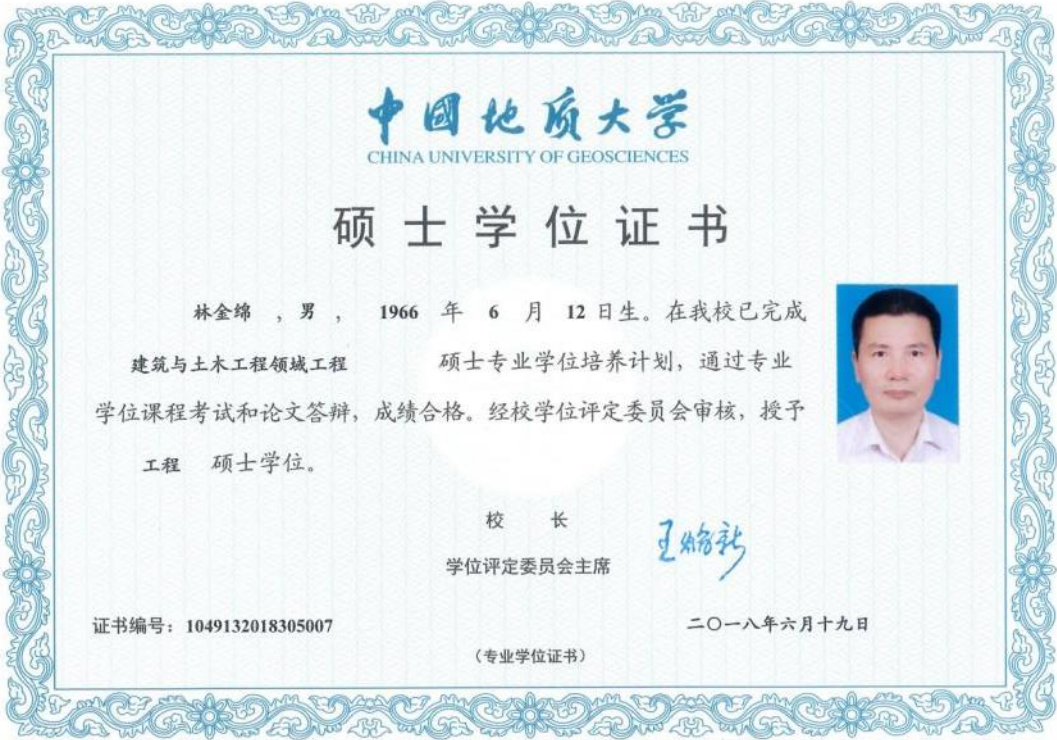 中國地质大学
CHINA UNIVERSITY OF GEOSCIENCES
硕士学位证书
林金绵 ，男， 1966 年 6 月 12 日生。在我校已完成
建筑与土木工程领域工程 硕士专业学位培养计划，通过专业
学位课程考试和论文答辩，成绩合格。经校学位评定委员会审核，授予
工程 硕士学位。
校 长
王焰新
学位评定委员会主席
证书编号：1049132018305007
二〇一八年六月十九日
（专业学位证书）